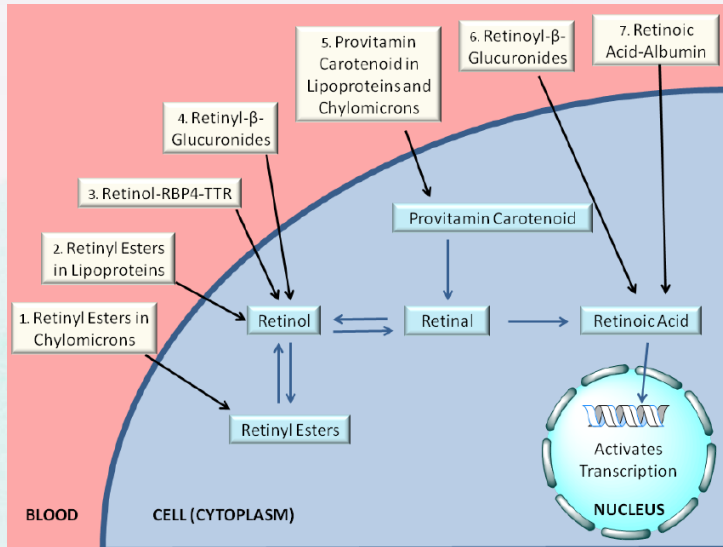 5. Provitamin
Carotenoid in
Lipoproteins and
Chylomicrons
6. Retinoyl-β-
Glucuronides
7. Retinoic
Acid-Albumin
4. Retinyl-β-
Glucuronides
3. Retinol-RBP4-TTR
2. Retinyl Esters
in Lipoproteins
1. Retinyl Esters in
Chylomicrons
Provitamin Carotenoid
Retinol
Retinal
Retinoic Acid
Retinyl Esters
Activates
Transcription
NUCLEUS
BLOOD
CELL (CYTOPLASM)